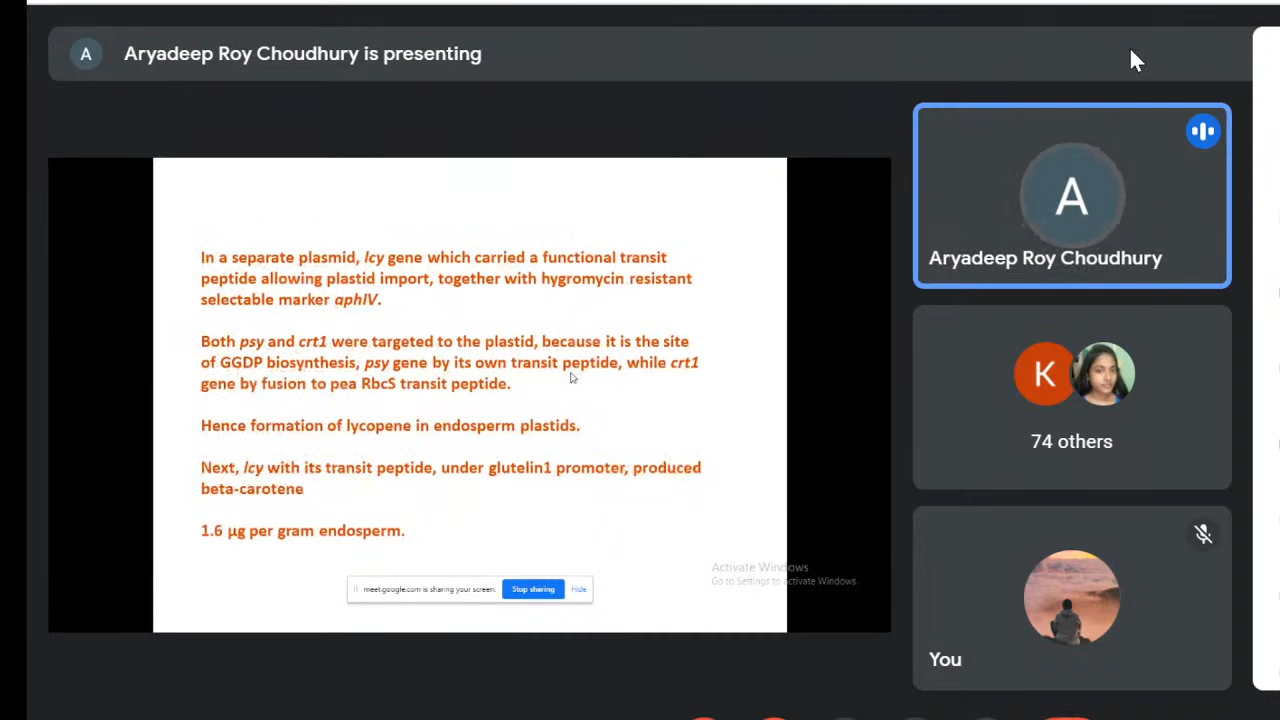 A
Aryadeep Roy Choudhury is presenting
In a separate plasmid, lcy gene which carried a functional transit
peptide allowing plastid import, together with hygromycin resistant
selectable marker aphIV.
Both psy and crt1 were targeted to the plastid, because it is the site
of GGDP biosynthesis, psy gene by its own transit peptide, while crt1
gene by fusion to pea RbcS transit peptide.
Hence formation of lycopene in endosperm plastids.
Next, lcy with its transit peptide, under glutelin1 promoter, produced
beta-carotene
1.6 µg per gram endosperm.
Activate Windows
Go to Settings to activate Windows.
meet.google.com is sharing your screen.
Stop sharing
Hide
A
Aryadeep Roy Choudhury
K
74 others
You